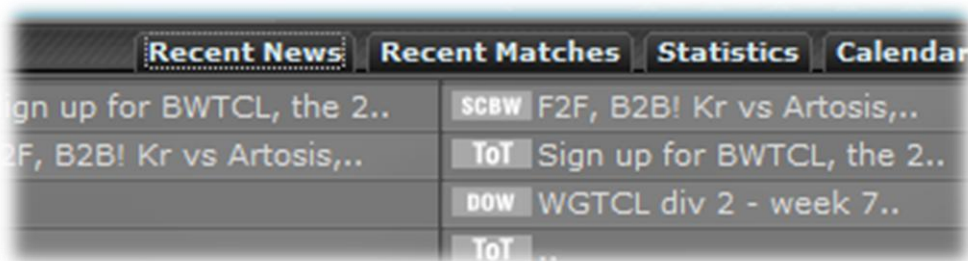 Recent News Recent Matches Statistics Calendar
ign up for BWTCL, the 2.. SCBW F2F, B2B! Kr vs Artosis,..
2F, B2B! Kr vs Artosis,.. ToT Sign up for BWTCL, the 2..
DOW WGTCL div 2 - week 7..
ToT ..